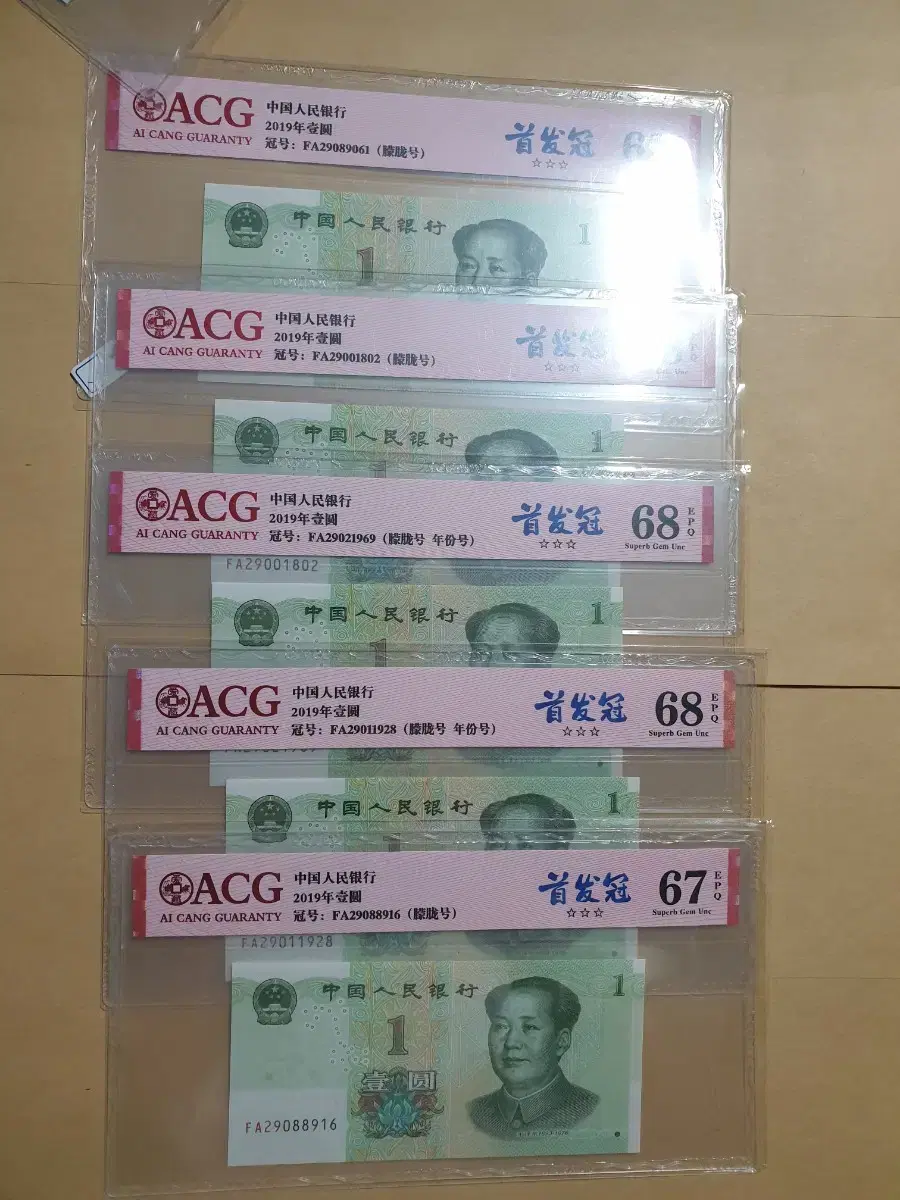 ACG
AI CANG GUARANTY
中国人民银行
2019年壹圆
冠号：FA29089061（朦胧号）
首发冠
☆☆☆
中国人民银行
1
1
ACG
AI CANG GUARANTY
中国人民银行
2019年壹圆
冠号：FA29001802（朦胧号）
首发冠
☆☆☆
EPQ
Gem Unc
中国人民银行
1
ACG
AI CANG GUARANTY
中国人民银行
2019年壹圆
冠号：FA29021969（朦胧号 年份号）
首发冠
☆☆☆
68
EPQ
Superb Gem Unc
FA29001802
中国人民银行
1
1
ACG
AI CANG GUARANTY
中国人民银行
2019年壹圆
冠号：FA29011928（朦胧号 年份号）
首发冠
☆☆☆
68
EPQ
Superb Gem Unc
中国人民银行
1
ACG
AI CANG GUARANTY
中国人民银行
2019年壹圆
冠号：FA29088916（朦胧号）
首发冠
☆☆☆
67
EPQ
Superb Gem Unc
FA29011928
中国人民银行
1
1
壹圆
FA29088916